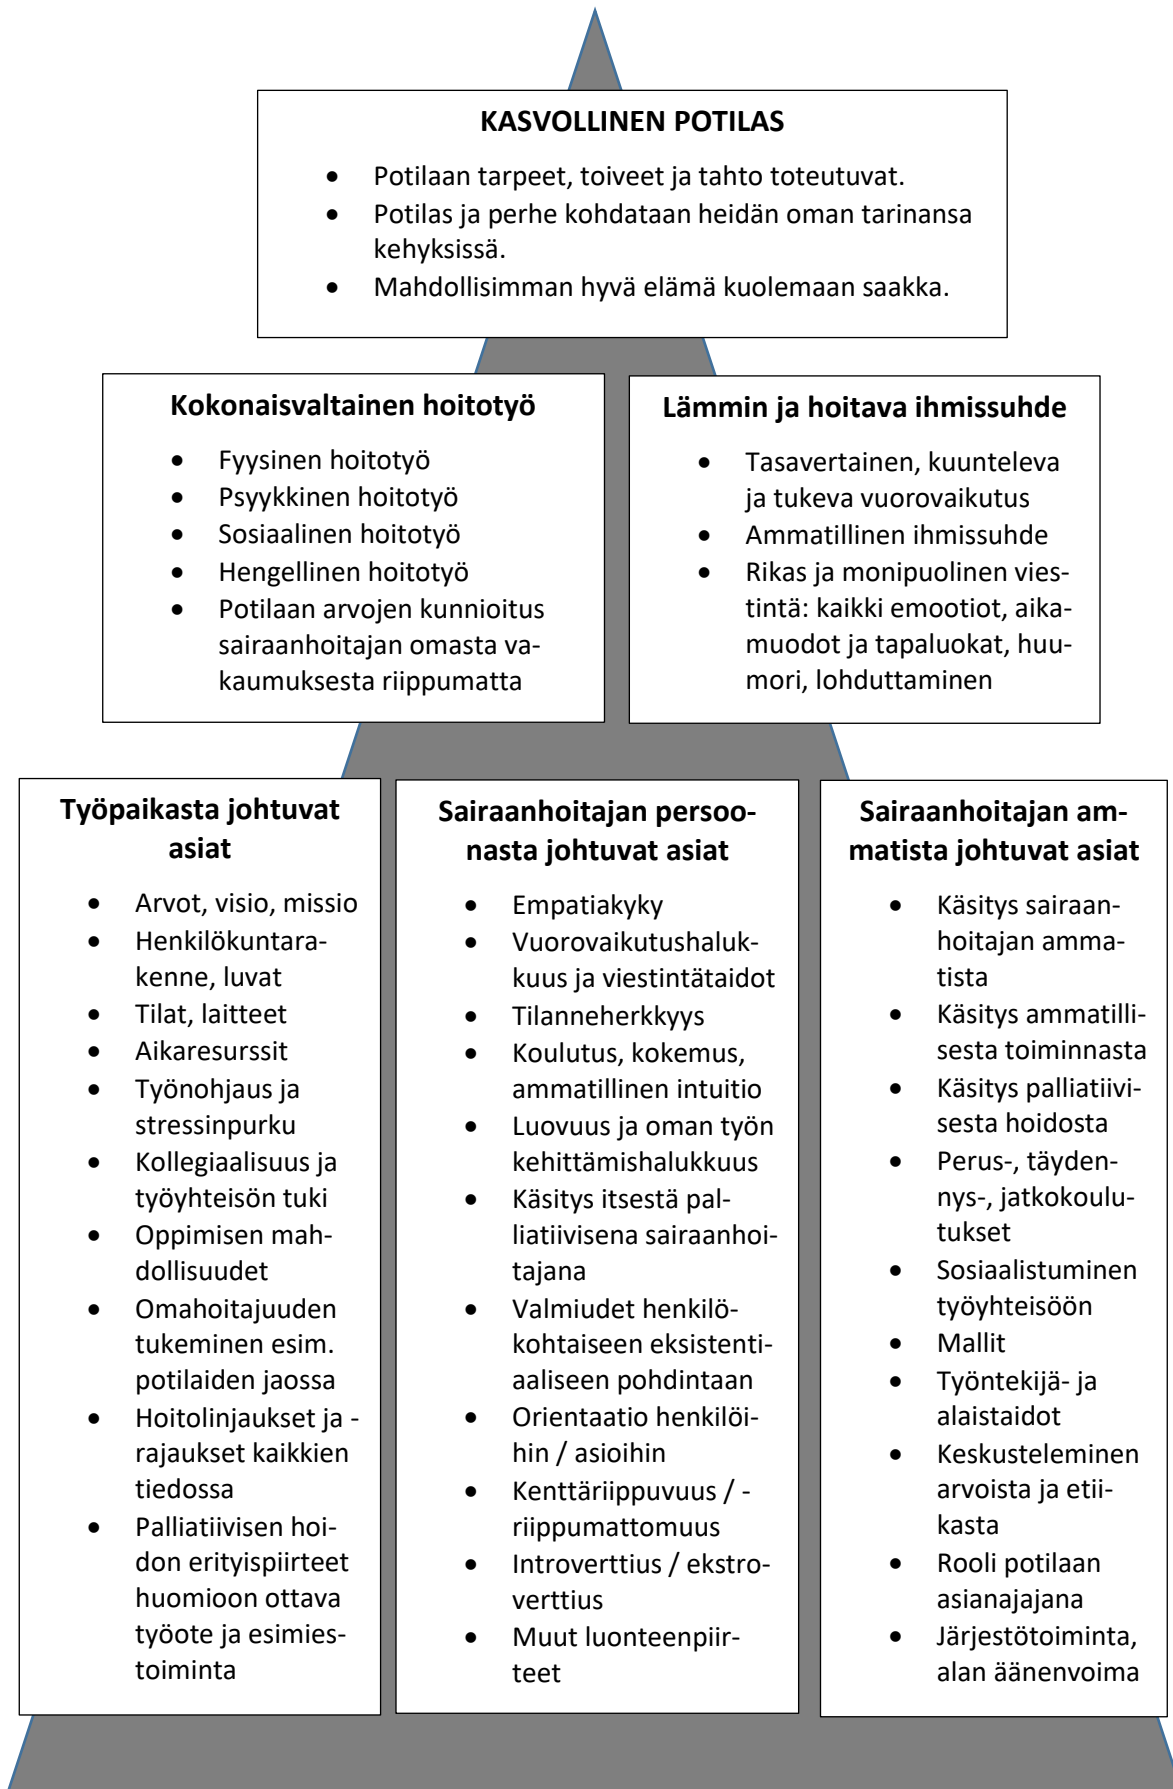 KASVOLLINEN POTILAS
• Potilaan tarpeet, toiveet ja tahto toteutuvat.
• Potilas ja perhe kohdataan heidän oman tarinansa
kehyksissä.
• Mahdollisimman hyvä elämä kuolemaan saakka.
Kokonaisvaltainen hoitotyö
• Fyysinen hoitotyö
• Psyykkinen hoitotyö
• Sosiaalinen hoitotyö
• Hengellinen hoitotyö
• Potilaan arvojen kunnioitus
sairaanhoitajan omasta va-
kaumuksesta riippumatta
Lämmin ja hoitava ihmissuhde
• Tasavertainen, kuunteleva
ja tukeva vuorovaikutus
• Ammatillinen ihmissuhde
• Rikas ja monipuolinen vies-
tintä: kaikki emootiot, aika-
muodot ja tapaluokat, huu-
mori, lohduttaminen
Työpaikasta johtuvat
asiat
• Arvot, visio, missio
• Henkilökuntara-
kenne, luvat
• Tilat, laitteet
• Aikaresurssit
• Työnohjaus ja
stressinpurku
• Kollegiaalisuus ja
työyhteisön tuki
• Oppimisen mah-
dollisuudet
• Omahoitajuuden
tukeminen esim.
potilaiden jaossa
• Hoitolinjaukset ja -
rajaukset kaikkien
tiedossa
• Palliatiivisen hoi-
don erityispiirteet
huomioon ottava
työote ja esimies-
toiminta
Sairaanhoitajan persoo-
nasta johtuvat asiat
• Empatiakyky
• Vuorovaikutushaluk-
kuus ja viestintätaidot
• Tilanneherkkyys
• Koulutus, kokemus,
ammatillinen intuitio
• Luovuus ja oman työn
kehittämishalukkuus
• Käsitys itsestä pal-
liatiivisena sairaanhoi-
tajana
• Valmiudet henkilö-
kohtaiseen eksistenti-
aaliseen pohdintaan
• Orientaatio henkilöi-
hin / asioihin
• Kenttäriippuvuus / -
riippumattomuus
• Introverttius / ekstro-
verttius
• Muut luonteenpiir-
teet
Sairaanhoitajan am-
matista johtuvat asiat
• Käsitys sairaan-
hoitajan amma-
tista
• Käsitys ammatilli-
sesta toiminnasta
• Käsitys palliatiivi-
sesta hoidosta
• Perus-, täyden-
nys-, jatkokoulu-
tukset
• Sosiaalistuminen
työyhteisöön
• Mallit
• Työntekijä- ja
alaistaidot
• Keskusteleminen
arvoista ja etii-
kasta
• Rooli potilaan
asianajajana
• Järjestötoiminta,
alan äänenvoima